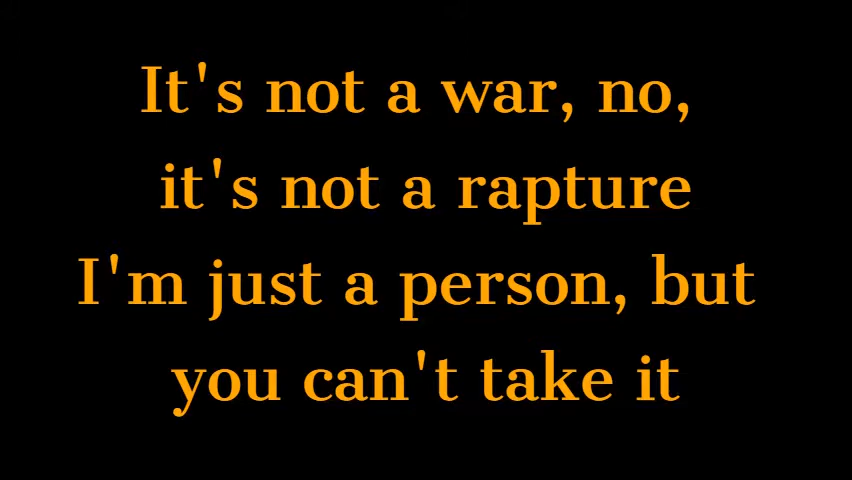 It's not a war, no,
it's not a rapture
I'm just a person, but
you can't take it